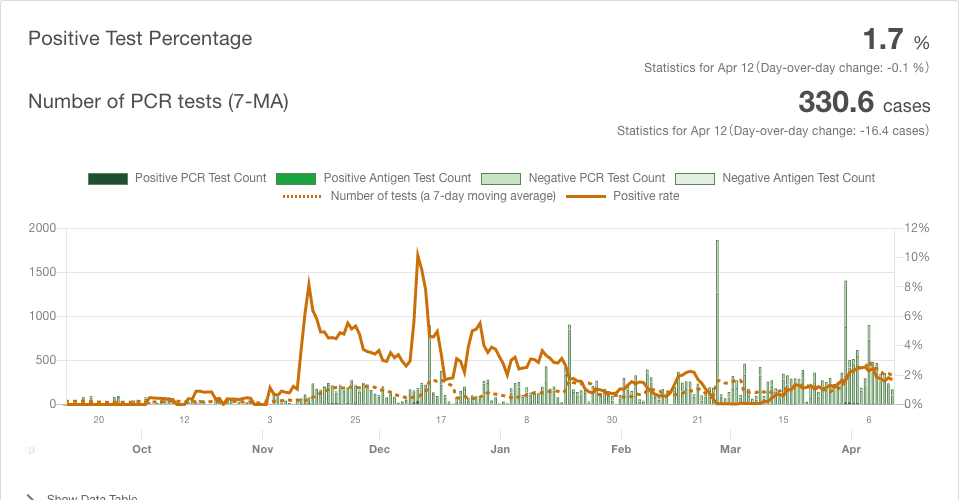 Positive Test Percentage
1.7 %
Statistics for Apr 12(Day-over-day change: -0.1 %)
Number of PCR tests (7-MA)
330.6 cases
Statistics for Apr 12(Day-over-day change: -16.4 cases)
Positive PCR Test Count Positive Antigen Test Count Negative PCR Test Count Negative Antigen Test Count
Number of tests (a 7-day moving average) Positive rate
2000 12%
10%
1500
8%
1000 6%
4%
500
2%
0 0%
20 12 3 25 17 8 30 21 15 6
Oct Nov Dec Jan Feb Mar Apr
Show Data Table